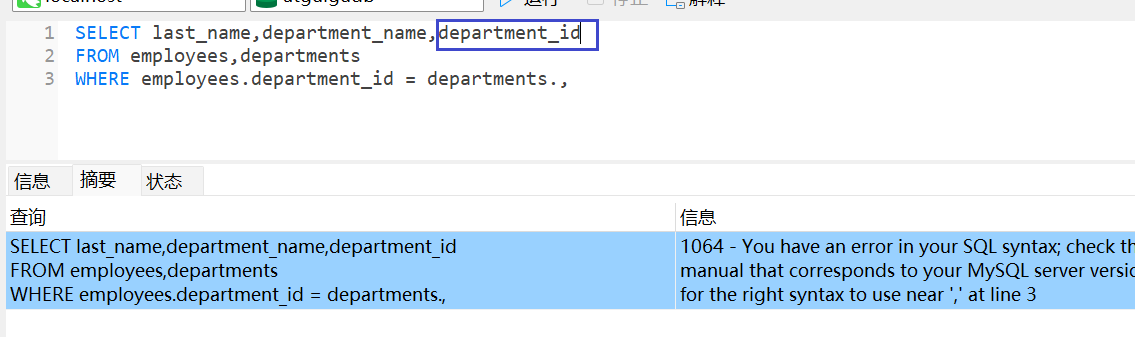 localhost
atguigudb
运行
停止
解释
1 SELECT last_name,department_name,department_id
2 FROM employees,departments
3 WHERE employees.department_id = departments.,
信息
摘要
状态
查询
信息
SELECT last_name,department_name,department_id
FROM employees,departments
WHERE employees.department_id = departments.,
1064 - You have an error in your SQL syntax; check th
manual that corresponds to your MySQL server versio
for the right syntax to use near ',' at line 3